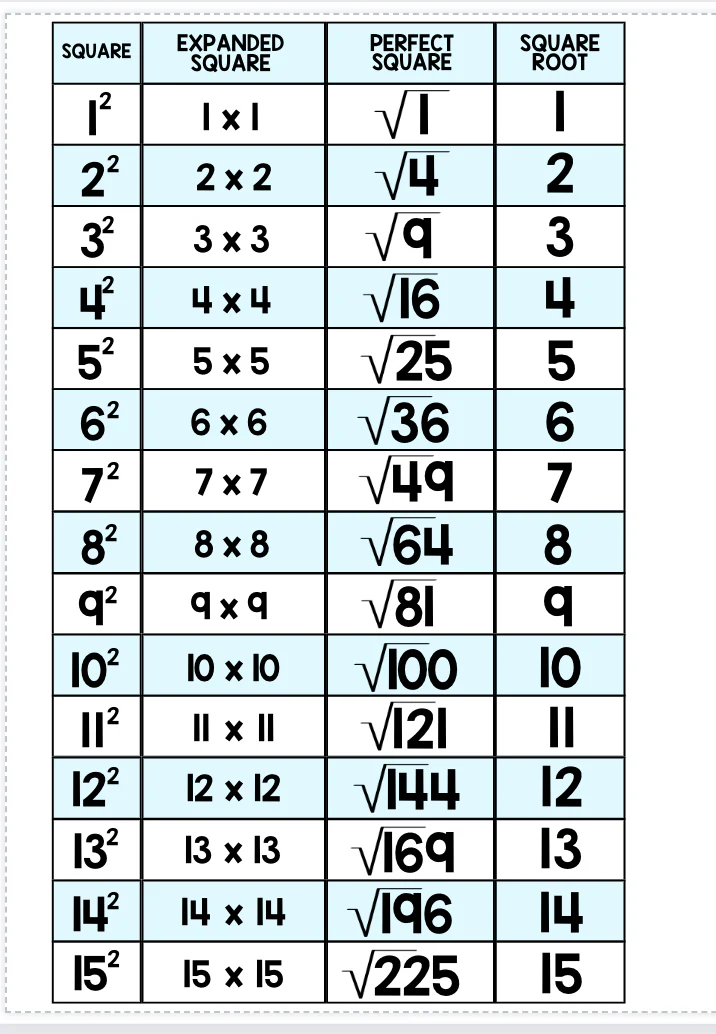 SQUARE EXPANDED SQUARE PERFECT SQUARE SQUARE ROOT
1² 1 x 1 √1 1
2² 2 x 2 √4 2
3² 3 x 3 √9 3
4² 4 x 4 √16 4
5² 5 x 5 √25 5
6² 6 x 6 √36 6
7² 7 x 7 √49 7
8² 8 x 8 √64 8
9² 9 x 9 √81 9
10² 10 x 10 √100 10
11² 11 x 11 √121 11
12² 12 x 12 √144 12
13² 13 x 13 √169 13
14² 14 x 14 √196 14
15² 15 x 15 √225 15